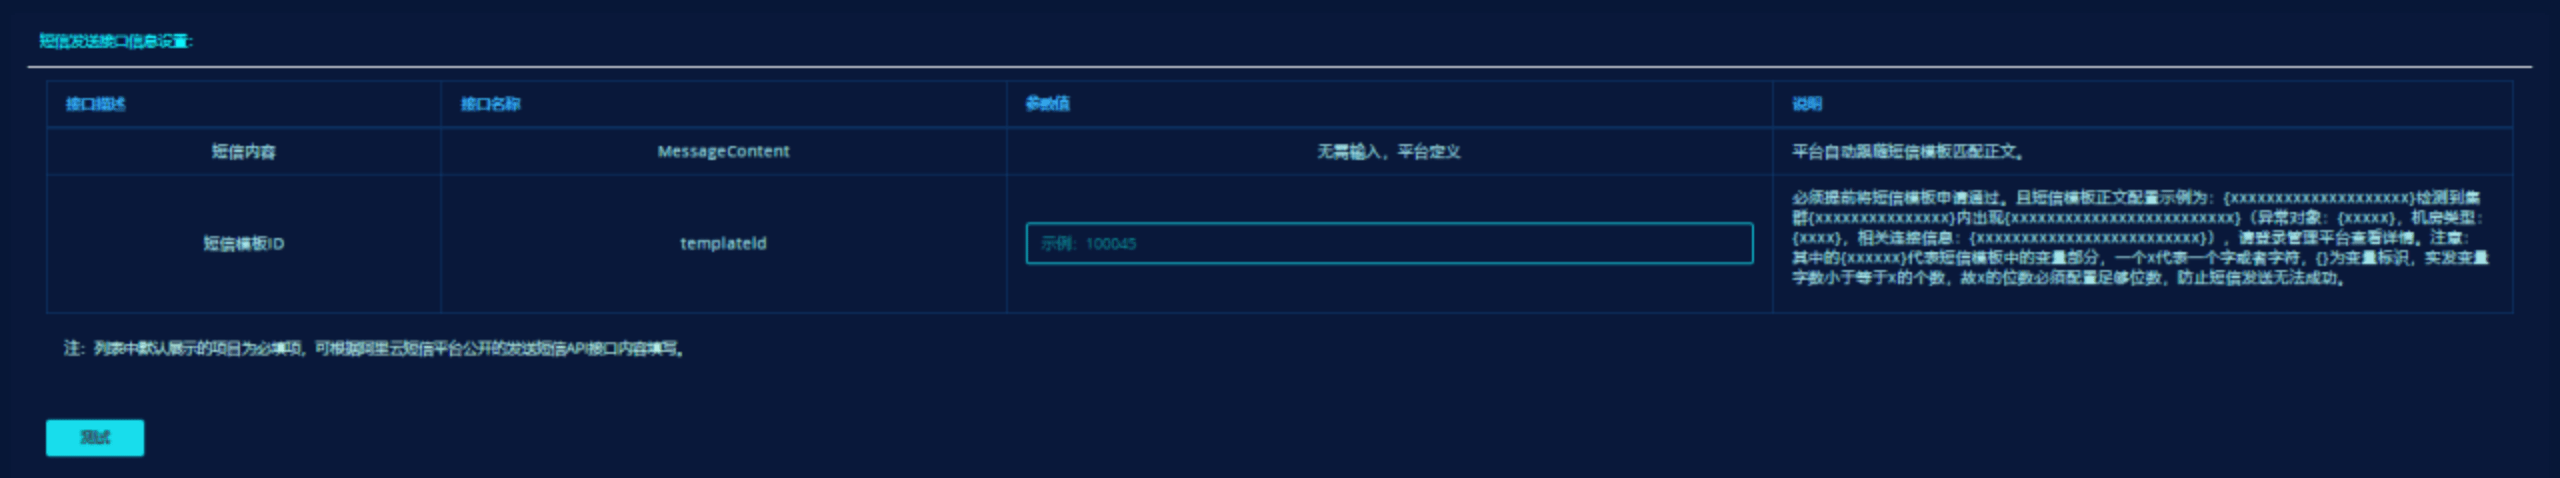 短信发送接口信息设置:
接口描述 接口名称 参数值 说明
短信内容 MessageContent 无需输入，平台定义 平台自动跟随短信模板匹配正文。
必须提前将短信模板申请通过。且短信模板正文配置示例为：{xxxxxxxxxxxxxxxxxxxx}检测到集
群{xxxxxxxxxxxxxxx}内出现{xxxxxxxxxxxxxxxxxxxxxxxxx}（异常对象：{xxxxx}，机房类型：
短信模板ID templateId 示例：100045 {xxxx}，相关连接信息：{xxxxxxxxxxxxxxxxxxxxxxxxx}），请登录管理平台查看详情。注意：
其中的{xxxxxx}代表短信模板中的变量部分，一个x代表一个字或者字符，{}为变量标识，实发变量
字数小于等于x的个数，故x的位数必须配置足够位数，防止短信发送无法成功。
注：列表中默认展示的项目为必填项，可根据阿里云短信平台公开的发送短信API接口内容填写。
测试